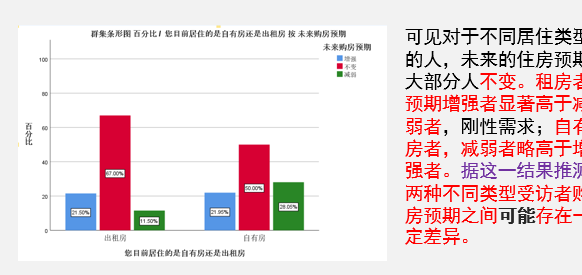 群集条形图 百分比 / 您目前居住的是自有房还是出租房 按 未来购房预期
未来购房预期
增强
不变
减弱
百分比
100
80
60
40
20
0
21.50%
67.00%
11.50%
21.95%
50.00%
28.05%
出租房
自有房
您目前居住的是自有房还是出租房
可见对于不同居住类型
的人，未来的住房预期
大部分人不变。租房者
预期增强者显著高于减
弱者，刚性需求；自有
房者，减弱者略高于增
强者。据这一结果推测
两种不同类型受访者购
房预期之间可能存在一
定差异。